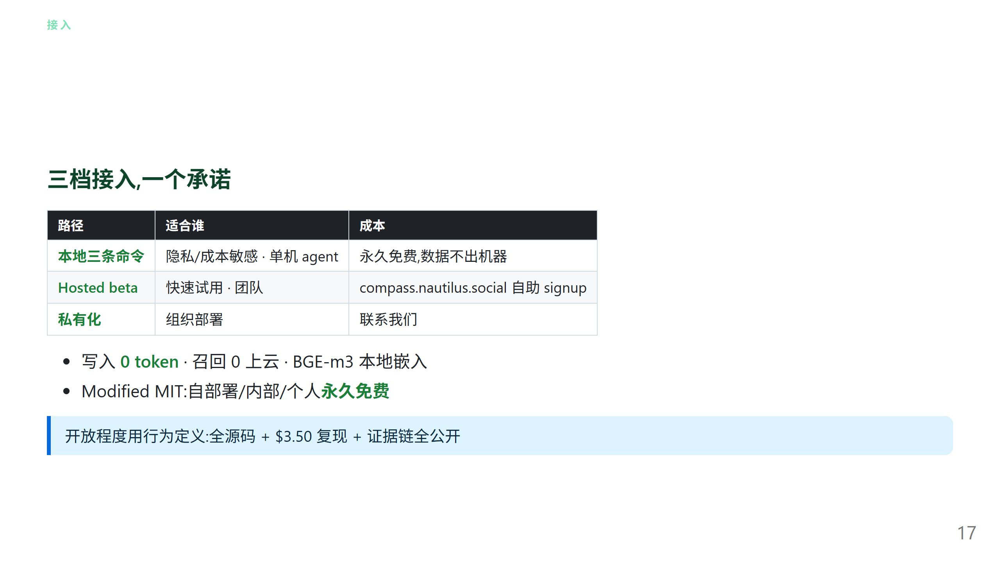 接入
三档接入,一个承诺
路径 适合谁 成本
本地三条命令 隐私/成本敏感 · 单机 agent 永久免费,数据不出机器
Hosted beta 快速试用 · 团队 compass.nautilus.social 自助 signup
私有化 组织部署 联系我们
• 写入 0 token · 召回 0 上云 · BGE-m3 本地嵌入
• Modified MIT:自部署/内部/个人永久免费
开放程度用行为定义:全源码 + $3.50 复现 + 证据链全公开
17